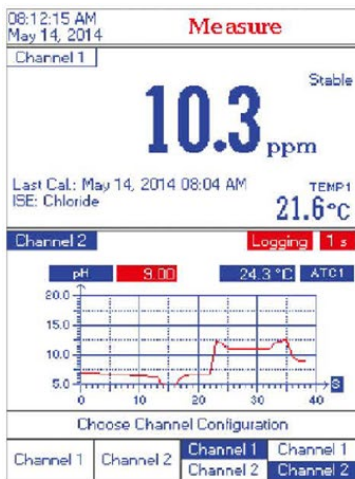 08:12:15 AM
May 14, 2014
Measure
Channel 1
Stable
10.3 ppm
Last Cal.: May 14, 2014 08:04 AM
ISE: Chloride
TEMP1
21.6°C
Channel 2
Logging 1 s
pH 9.00 24.3 °C ATC1
20.0
15.0
10.0
5.0
0 10 20 30 40 S
Choose Channel Configuration
Channel 1 Channel 2 Channel 1 Channel 1
Channel 2 Channel 2